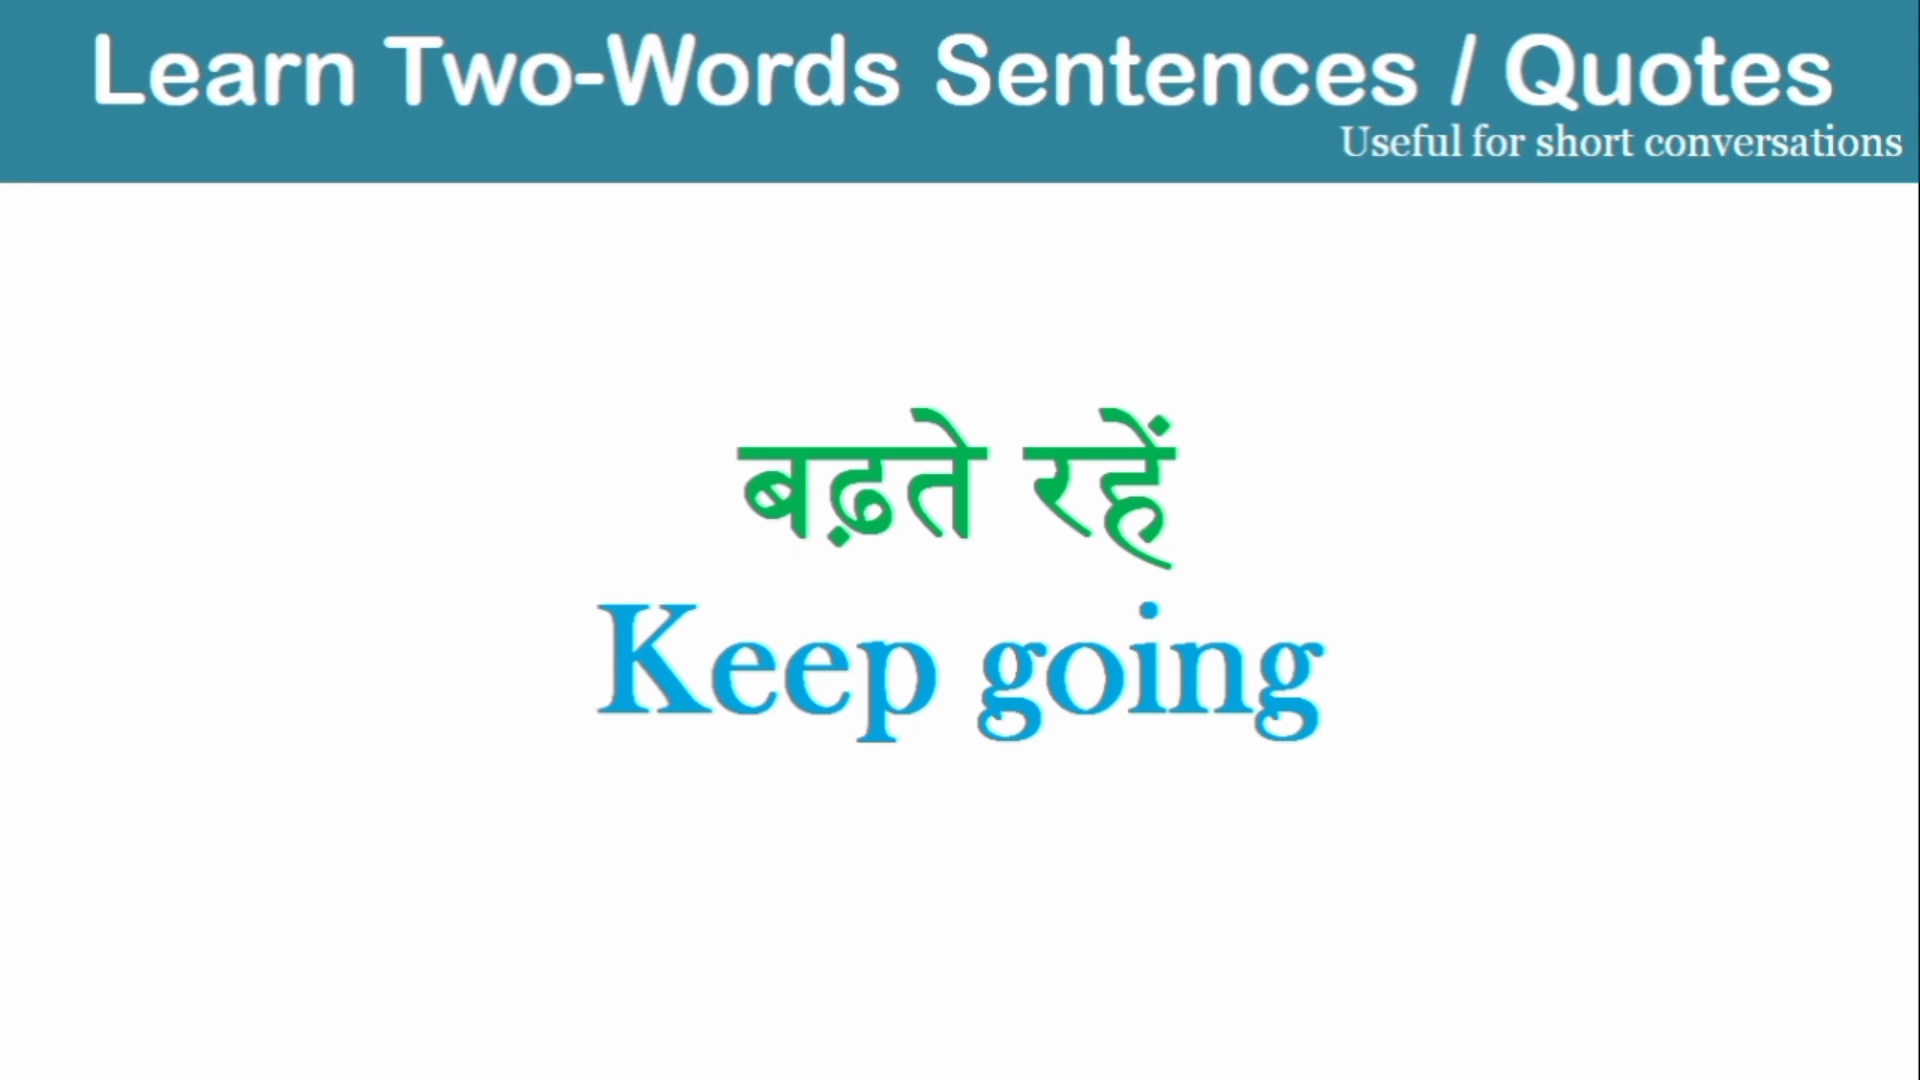 Learn Two-Words Sentences / Quotes
Useful for short conversations
बढ़ते रहें
Keep going